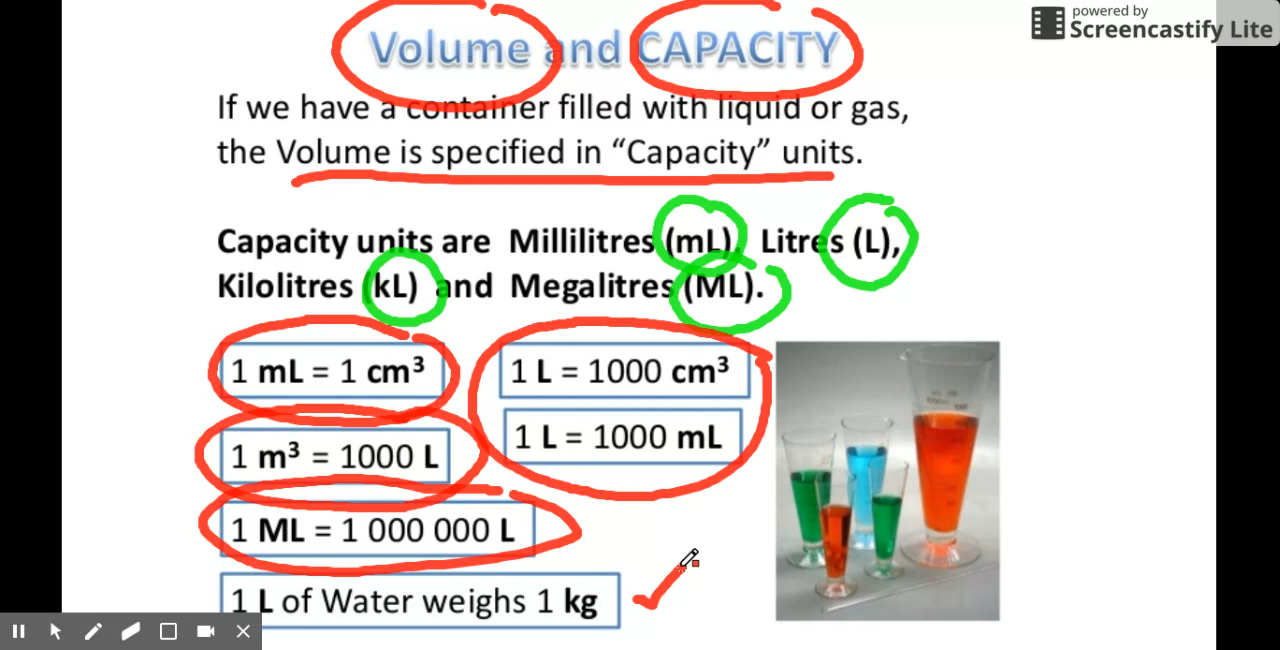 powered by
Screencastify Lite
Volume and CAPACITY
If we have a container filled with liquid or gas,
the Volume is specified in “Capacity” units.
Capacity units are Millilitres (mL), Litres (L),
Kilolitres (kL) and Megalitres (ML).
1 mL = 1 cm³
1 L = 1000 cm³
1 L = 1000 mL
1 m³ = 1000 L
1 ML = 1 000 000 L
1 L of Water weighs 1 kg